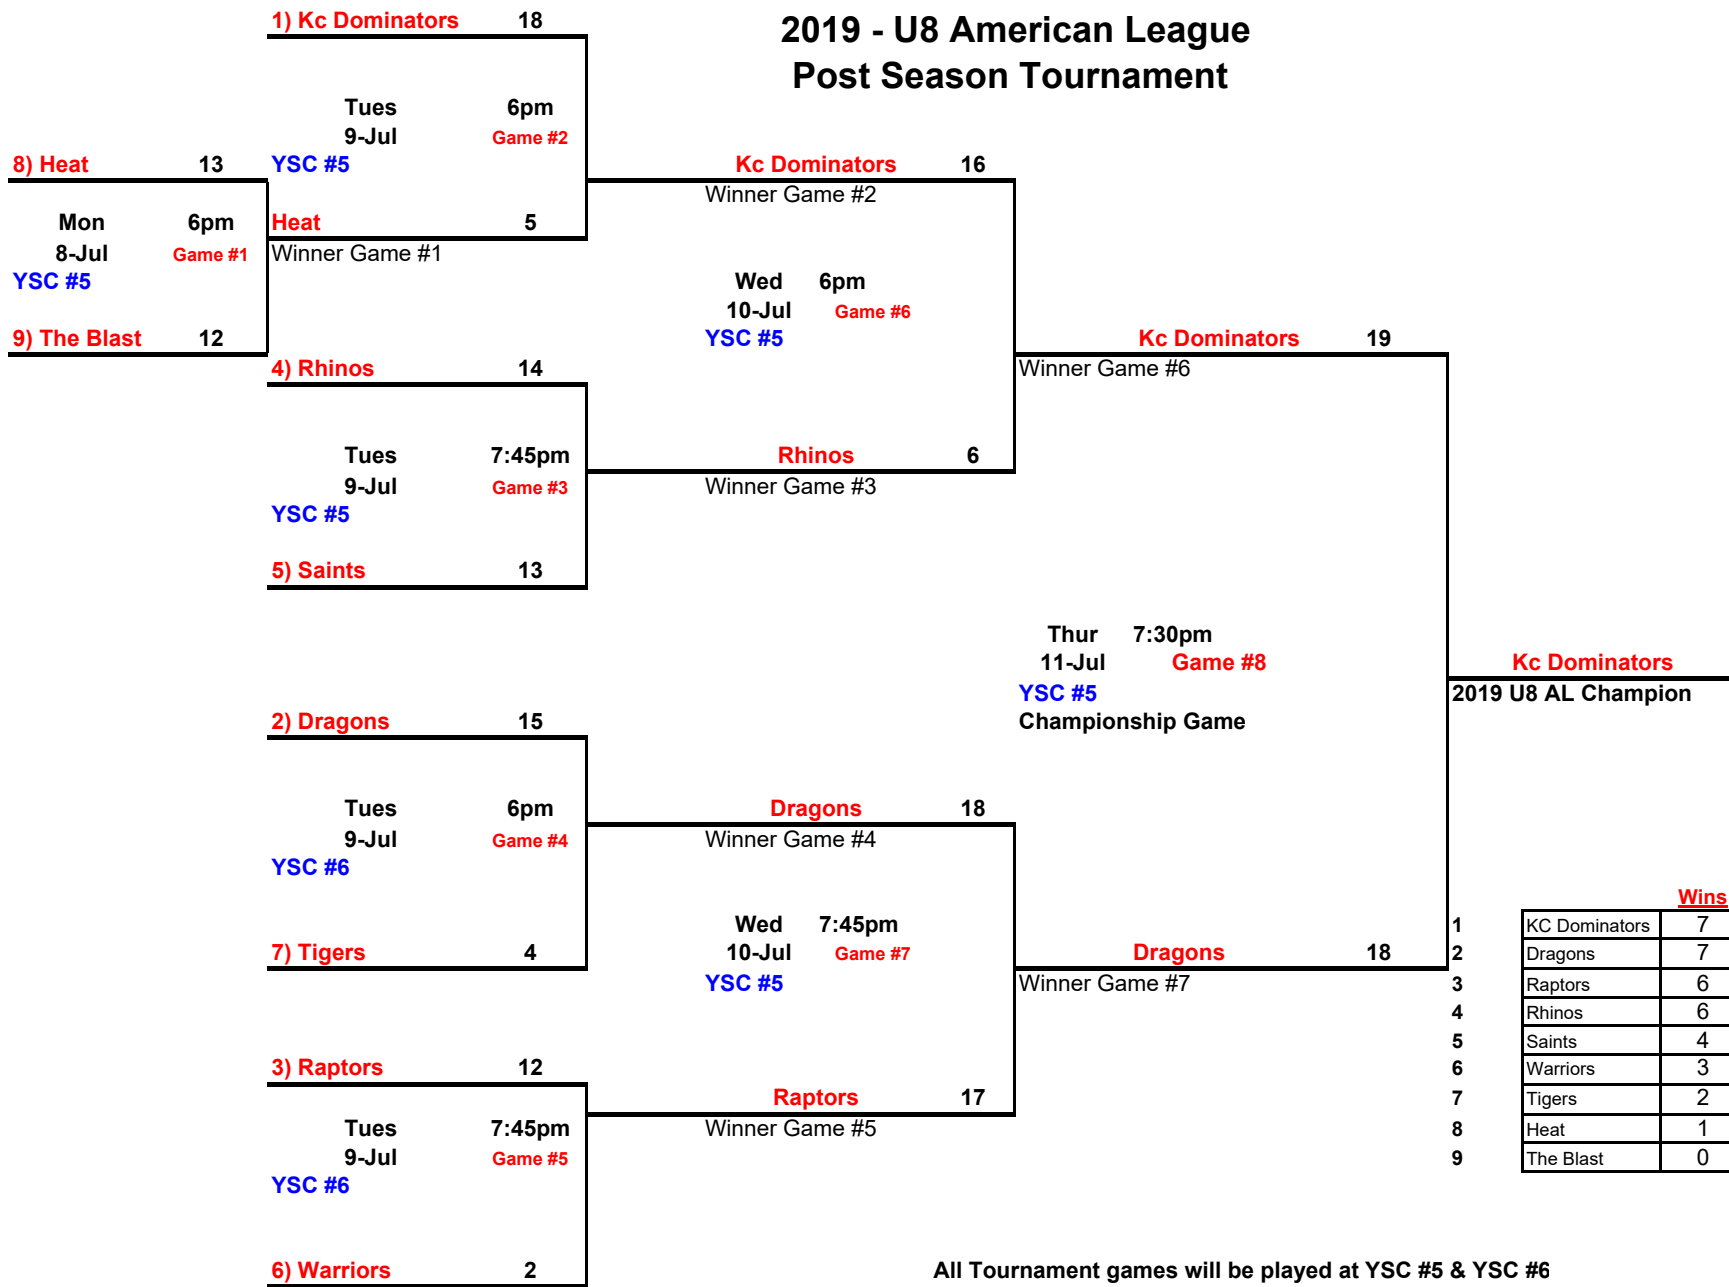 1) Kc Dominators 18
2019 - U8 American League
Post Season Tournament
Tues 6pm
9-Jul Game #2
8) Heat 13 YSC #5 Kc Dominators 16
Winner Game #2
Mon 6pm Heat 5
8-Jul Game #1 Winner Game #1
YSC #5 Wed 6pm
10-Jul Game #6
9) The Blast 12 YSC #5 Kc Dominators 19
4) Rhinos 14 Winner Game #6
Tues 7:45pm Rhinos 6
9-Jul Game #3 Winner Game #3
YSC #5
5) Saints 13
Thur 7:30pm
11-Jul Game #8 Kc Dominators
YSC #5 2019 U8 AL Champion
2) Dragons 15 Championship Game
Tues 6pm Dragons 18
9-Jul Game #4 Winner Game #4
YSC #6
Wins
Wed 7:45pm 1 KC Dominators 7
7) Tigers 4 10-Jul Game #7 Dragons 18 2 Dragons 7
YSC #5 Winner Game #7 3 Raptors 6
4 Rhinos 6
5 Saints 4
3) Raptors 12 6 Warriors 3
Raptors 17 7 Tigers 2
Tues 7:45pm Winner Game #5 8 Heat 1
9-Jul Game #5 9 The Blast 0
YSC #6
6) Warriors 2 All Tournament games will be played at YSC #5 & YSC #6